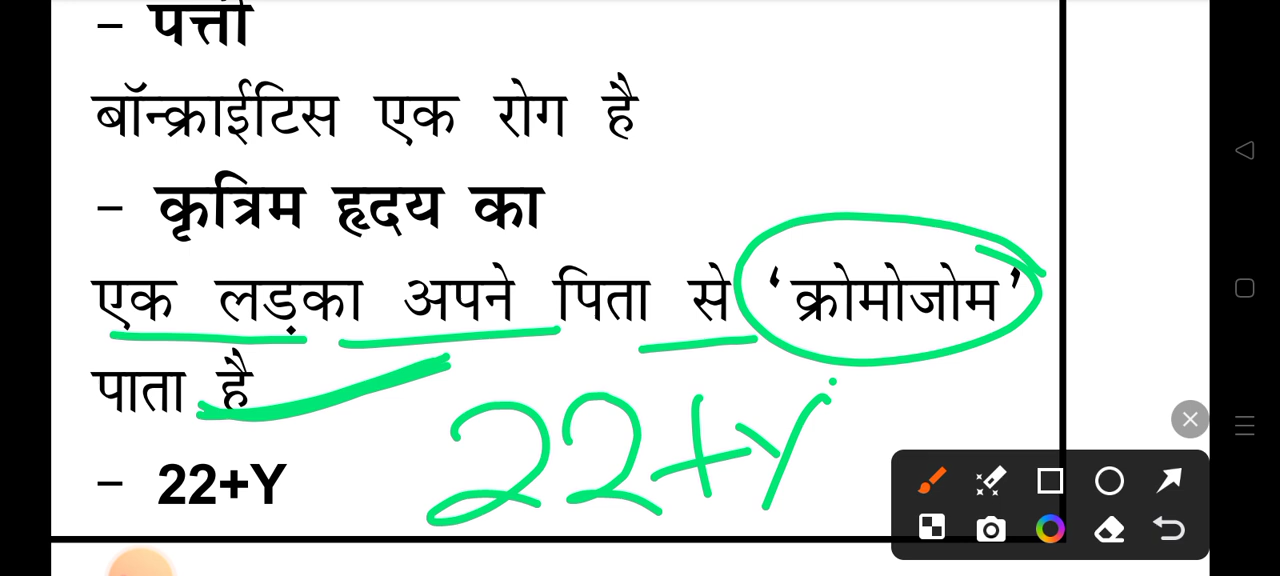 – पत्ती
बॉन्क्राईटिस एक रोग है
– कृत्रिम हृदय का
एक लड़का अपने पिता से ‘क्रोमोजोम’
पाता है
22+Y
– 22+Y